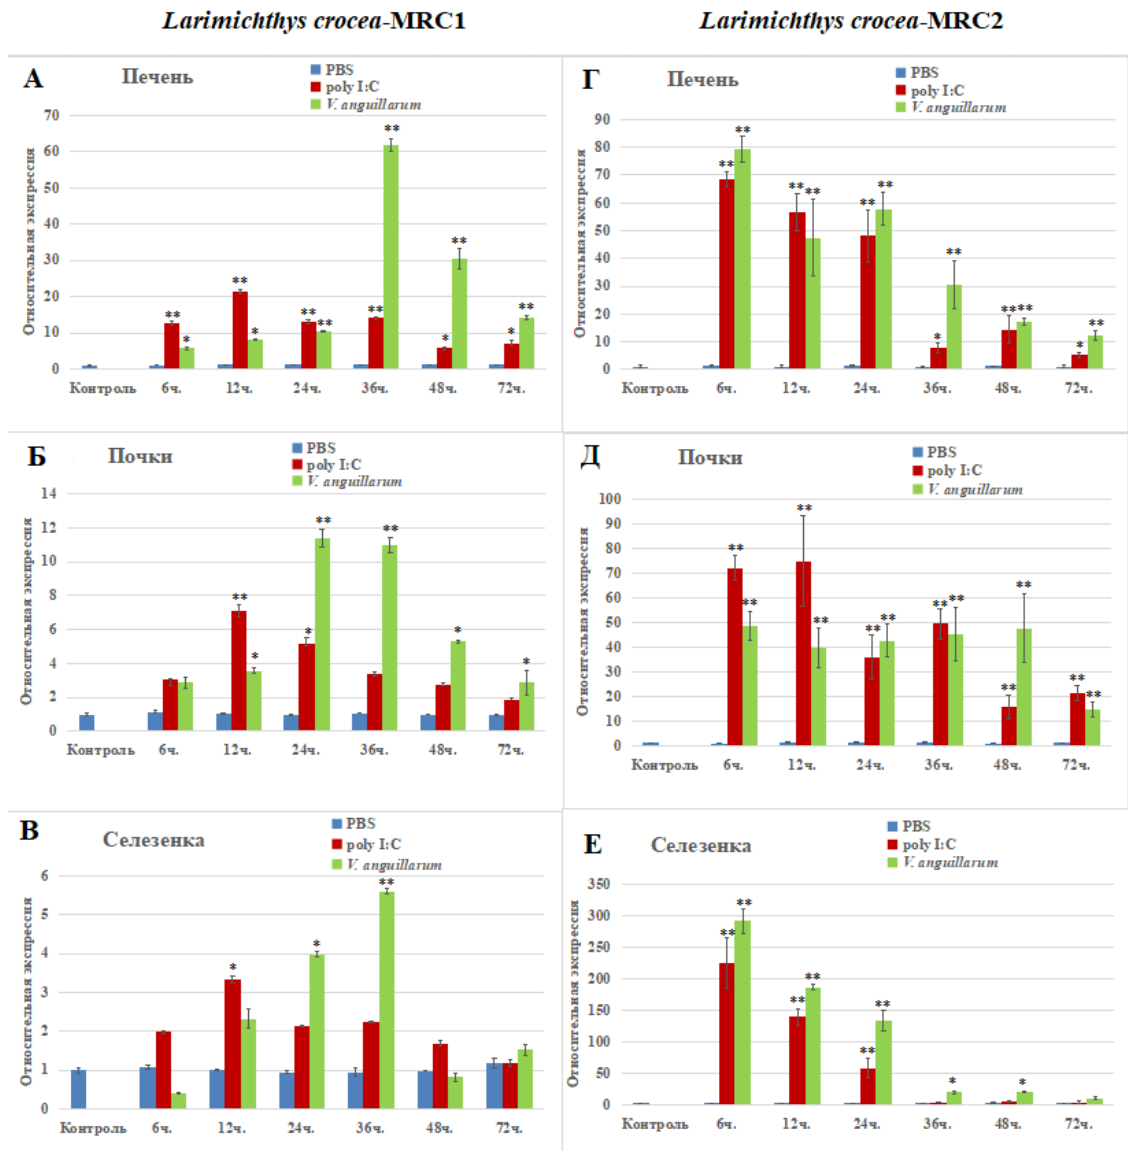 Larimichthys crocea-MRC1
Larimichthys crocea-MRC2
А
Печень
PBS
poly I:C
V. anguillarum
Относительная экспрессия
70
60
50
40
30
20
10
0
** * ** * ** ** ** ** * ** * **
Контроль 6ч. 12ч. 24ч. 36ч. 48ч. 72ч.
Г
Печень
PBS
poly I:C
V. anguillarum
Относительная экспрессия
90
80
70
60
50
40
30
20
10
0
** ** ** ** ** ** * ** ** ** * **
Контроль 6ч. 12ч. 24ч. 36ч. 48ч. 72ч.
Б
Почки
PBS
poly I:C
V. anguillarum
Относительная экспрессия
14
12
10
8
6
4
2
0
** * * ** ** * *
Контроль 6ч. 12ч. 24ч. 36ч. 48ч. 72ч.
Д
Почки
PBS
poly I:C
V. anguillarum
Относительная экспрессия
100
90
80
70
60
50
40
30
20
10
0
** ** ** ** ** ** ** ** ** ** ** **
Контроль 6ч. 12ч. 24ч. 36ч. 48ч. 72ч.
В
Селезенка
PBS
poly I:C
V. anguillarum
Относительная экспрессия
6
5
4
3
2
1
0
* * **
Контроль 6ч. 12ч. 24ч. 36ч. 48ч. 72ч.
Е
Селезенка
PBS
poly I:C
V. anguillarum
Относительная экспрессия
350
300
250
200
150
100
50
0
** ** ** ** ** ** * *
Контроль 6ч. 12ч. 24ч. 36ч. 48ч. 72ч.